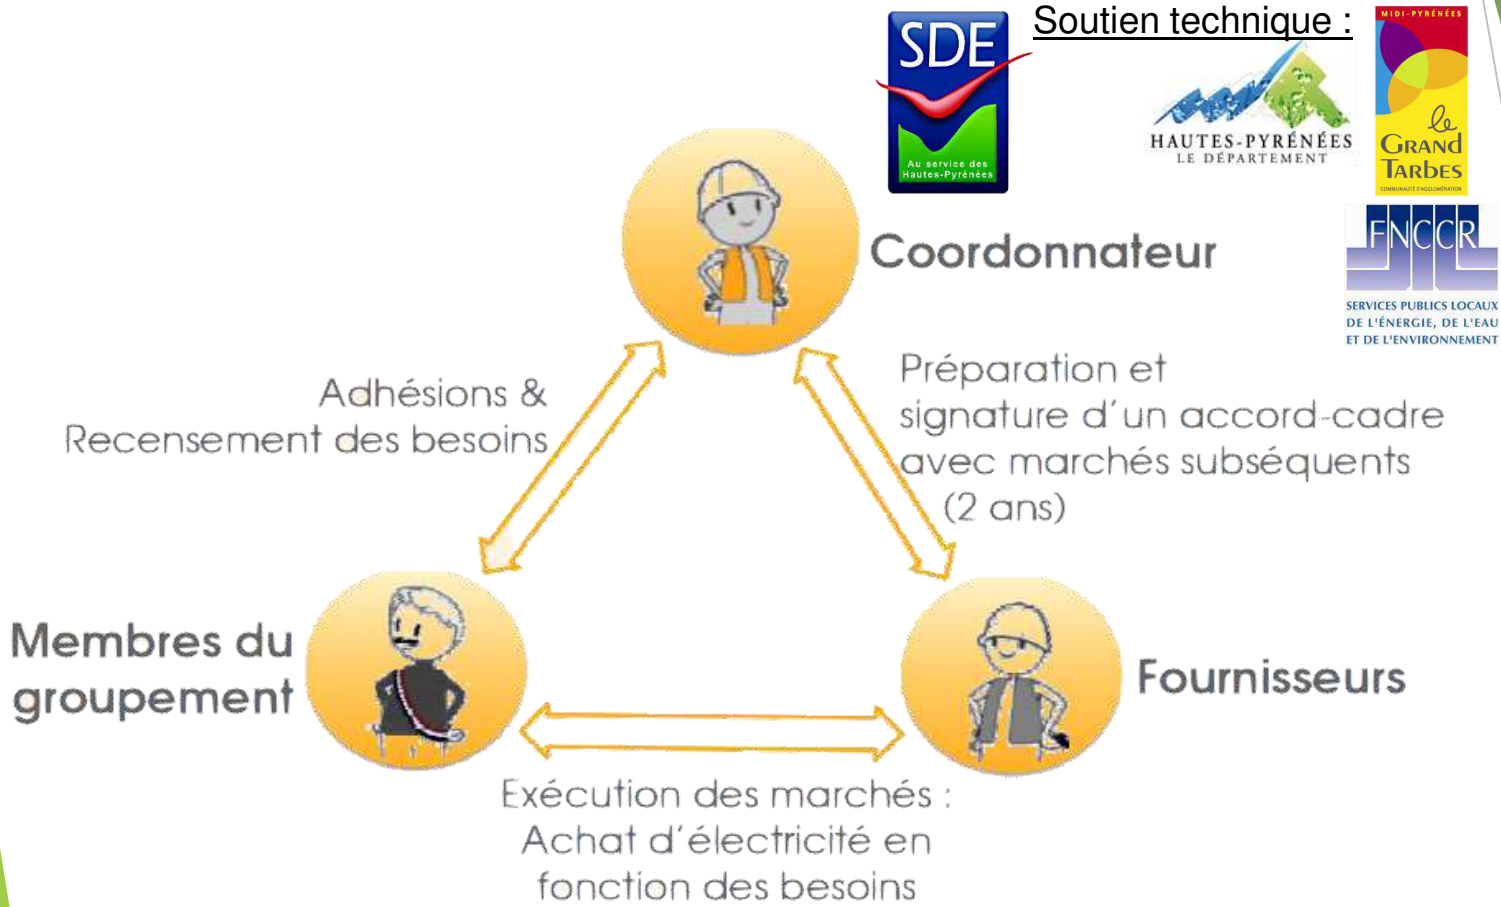 Soutien technique :
SDE
Au service des
Hautes-Pyrénées
HAUTES-PYRÉNÉES
LE DÉPARTEMENT
MIDI-PYRÉNÉES
le
GRAND
TARBES
COMMUNAUTÉ D'AGGLOMÉRATION
FNCCR
SERVICES PUBLICS LOCAUX
DE L'ÉNERGIE, DE L'EAU
ET DE L'ENVIRONNEMENT
Coordonnateur
Adhésions &
Recensement des besoins
Préparation et
signature d'un accord-cadre
avec marchés subséquents
(2 ans)
Membres du
groupement
Fournisseurs
Exécution des marchés :
Achat d'électricité en
fonction des besoins